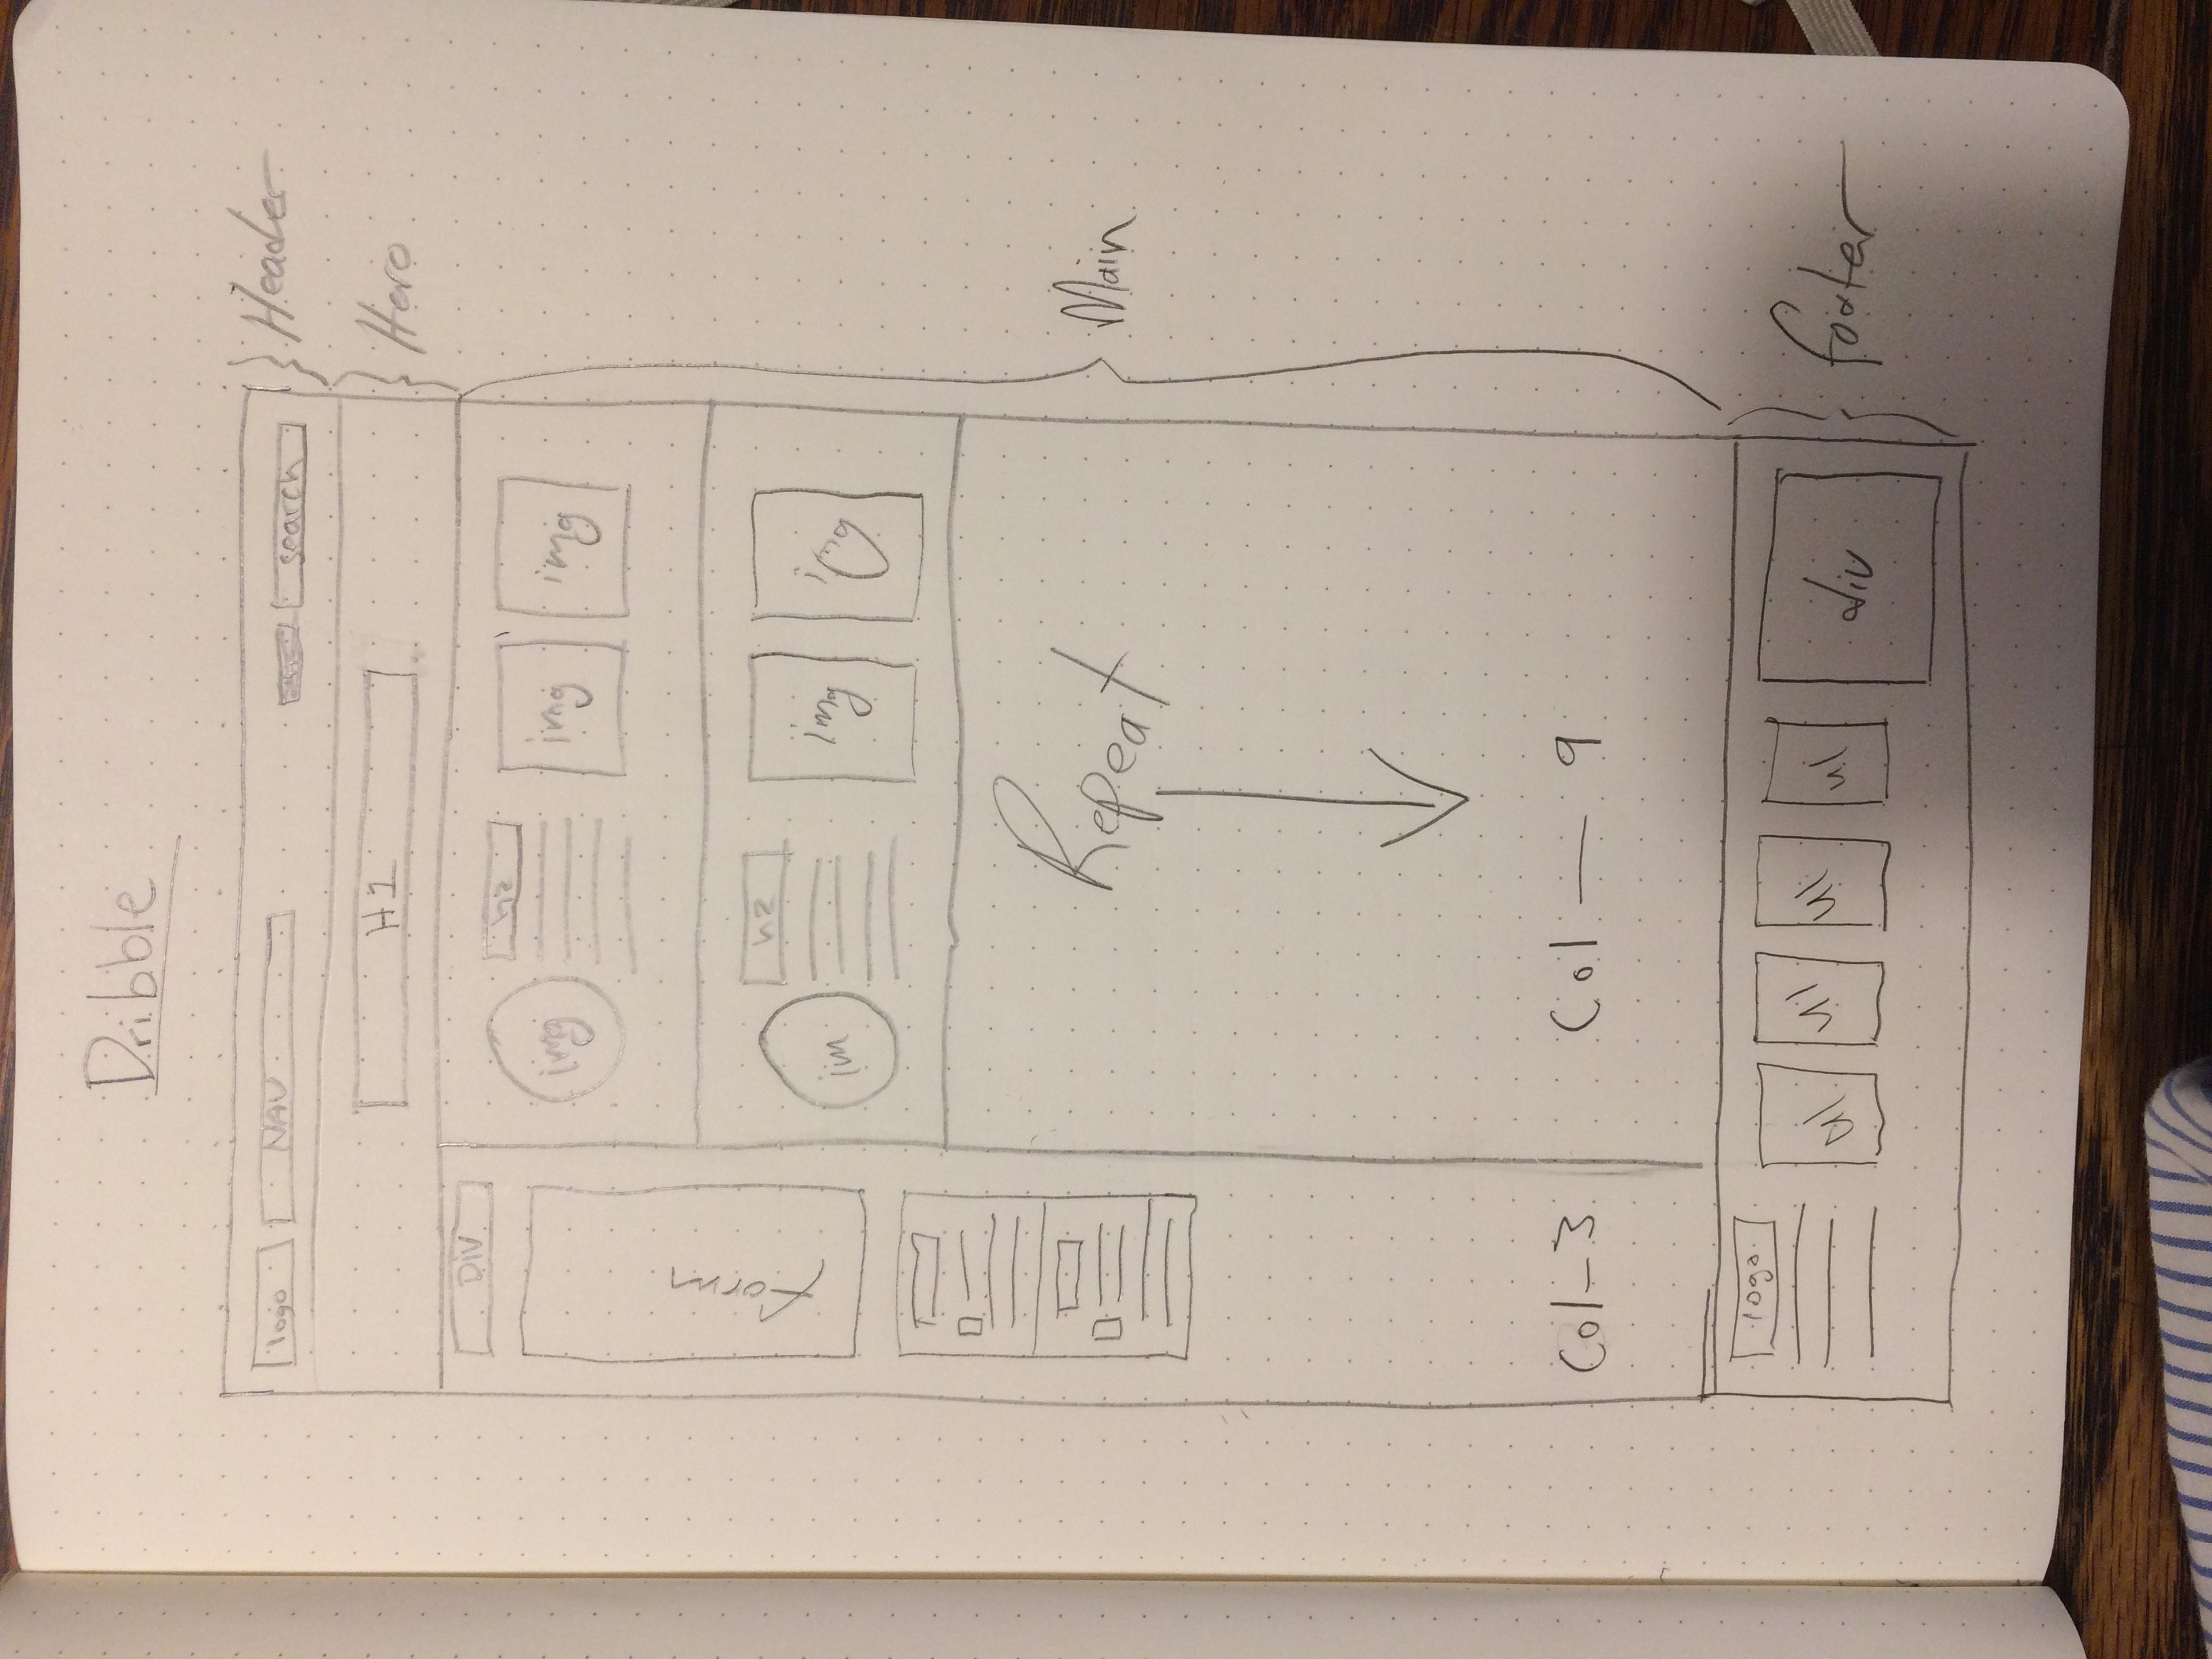 Dribble
logo NAV search Header
H1 Hero
DIV
img h2 img img
form
im h2 img img
Repeat
Main
Col-3 Col — 9
logo
ul ul ul ul div footer